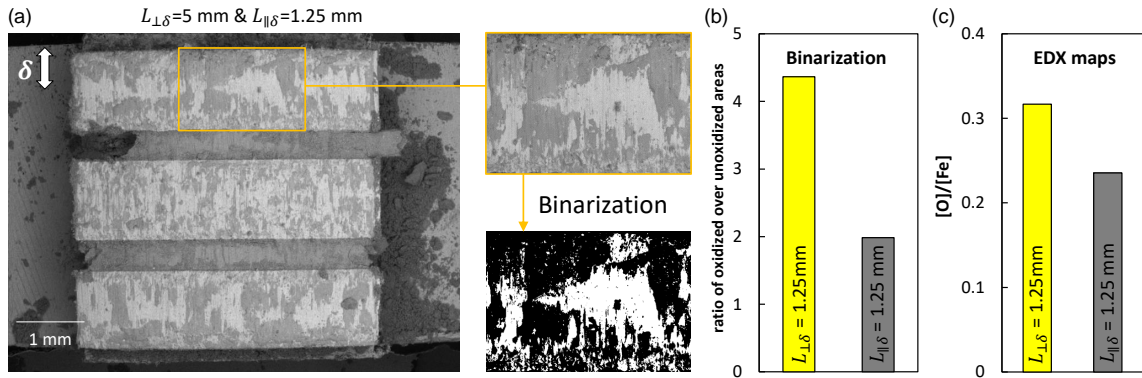 (a)
L⊥δ=5 mm & L∥δ=1.25 mm
δ
1 mm
Binarization
(b)
Binarization
ratio of oxidized over unoxidized areas
5
4
3
2
1
0
L⊥δ = 1.25mm
L∥δ = 1.25 mm
(c)
EDX maps
[O]/[Fe]
0.4
0.3
0.2
0.1
0
L⊥δ = 1.25mm
L∥δ = 1.25 mm